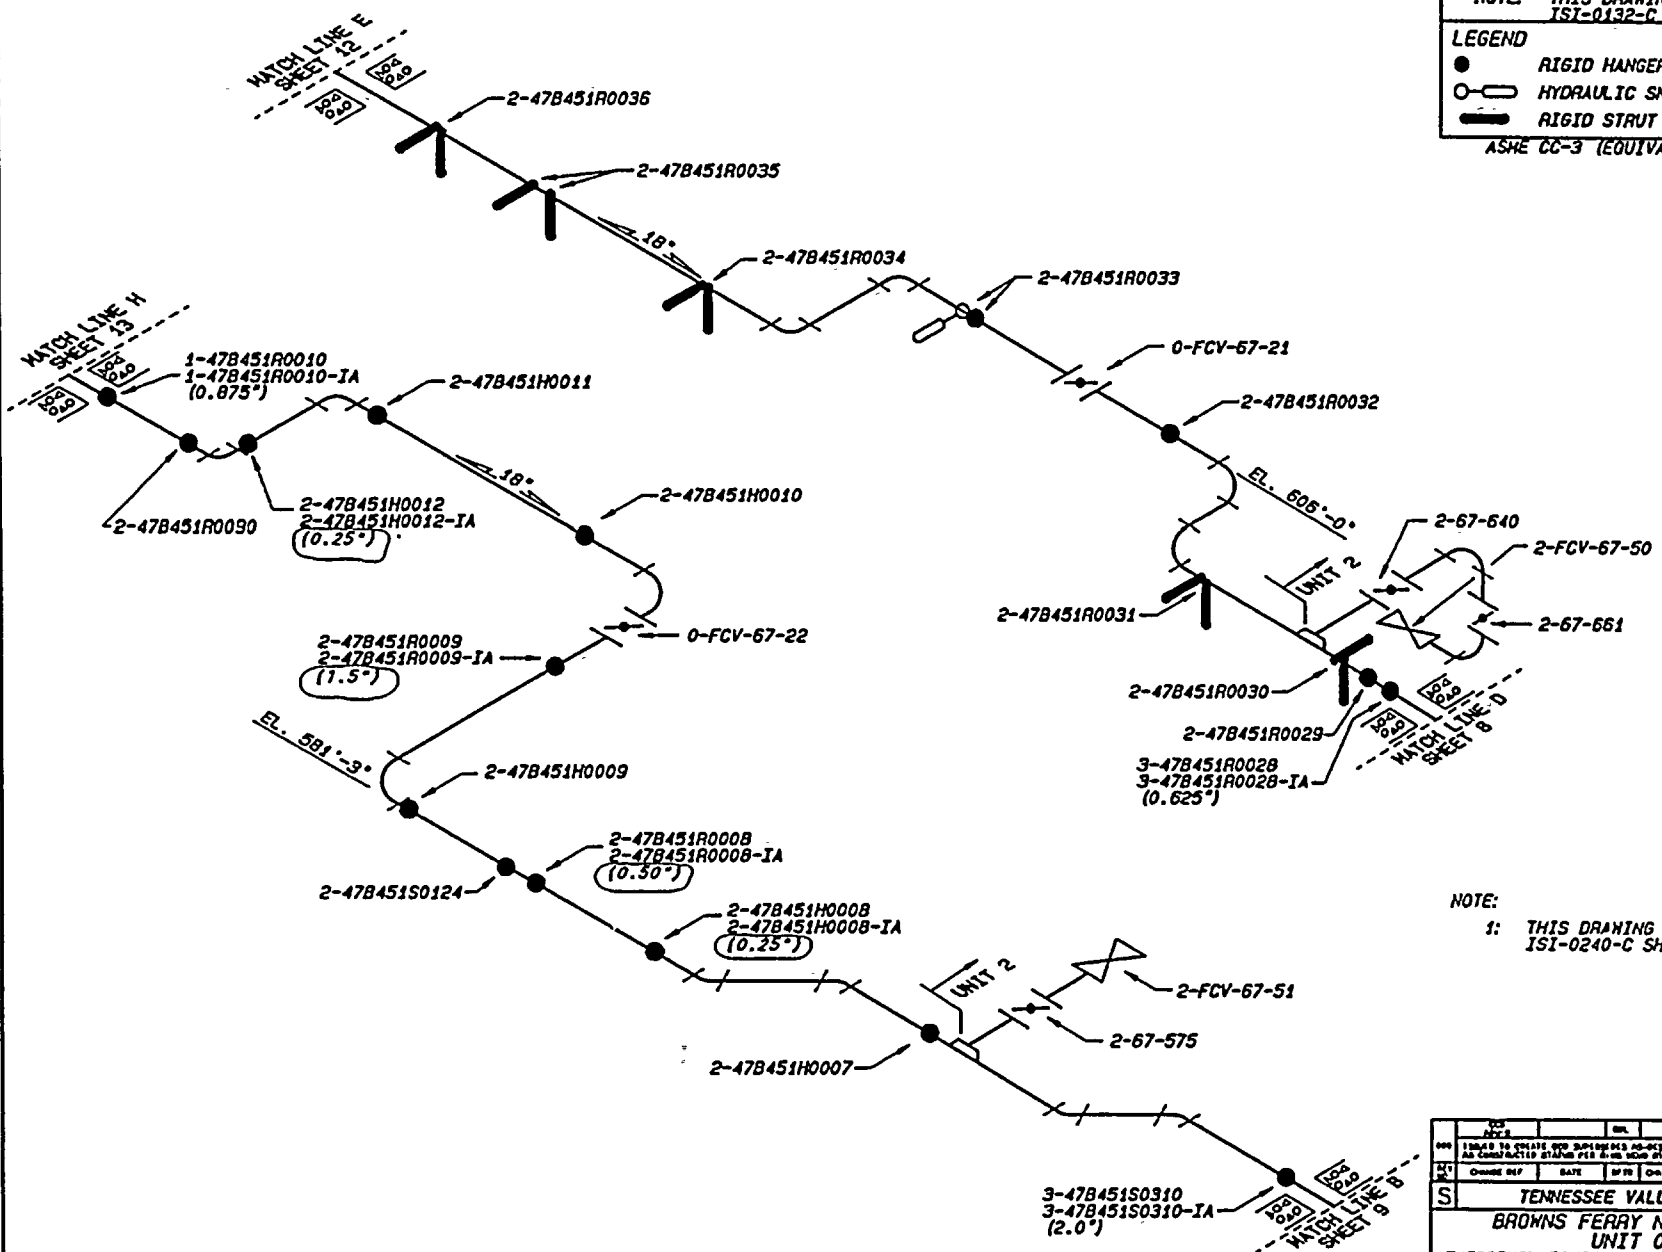 ISI-0132-C
LEGEND
RIGID HANGER
HYDRAULIC
RIGID STRUT
ASME CC-3
MATCH LINE E
SHEET 12
2-47B451R0036
2-47B451R0035
18"
2-47B451R0034
2-47B451R0033
0-FCV-67-21
2-47B451R0032
EL. 606'-0"
MATCH LINE H
SHEET 13
1-47B451R0010
1-47B451R0010-IA
(0.875")
2-47B451H0011
2-47B451R0090
2-47B451H0012
2-47B451H0012-IA
(0.25")
18"
2-47B451H0010
0-FCV-67-22
2-47B451R0009
2-47B451R0009-IA
(1.5")
2-67-640
2-FCV-67-50
UNIT 2
2-67-661
2-47B451R0031
2-47B451R0030
2-47B451R0029
3-47B451R0028
3-47B451R0028-IA
(0.625")
MATCH LINE D
SHEET 8
EL. 581'-3"
2-47B451H0009
2-47B451R0008
2-47B451R0008-IA
(0.50")
2-47B451S0124
2-47B451H0008
2-47B451H0008-IA
(0.25")
NOTE:
1: THIS DRAWING
ISI-0240-C
UNIT 2
2-FCV-67-51
2-67-575
2-47B451H0007
3-47B451S0310
3-47B451S0310-IA
(2.0")
MATCH LINE B
SHEET 9
CHANGE REF DATE
S
TENNESSEE
BROWNS FERRY
UNIT